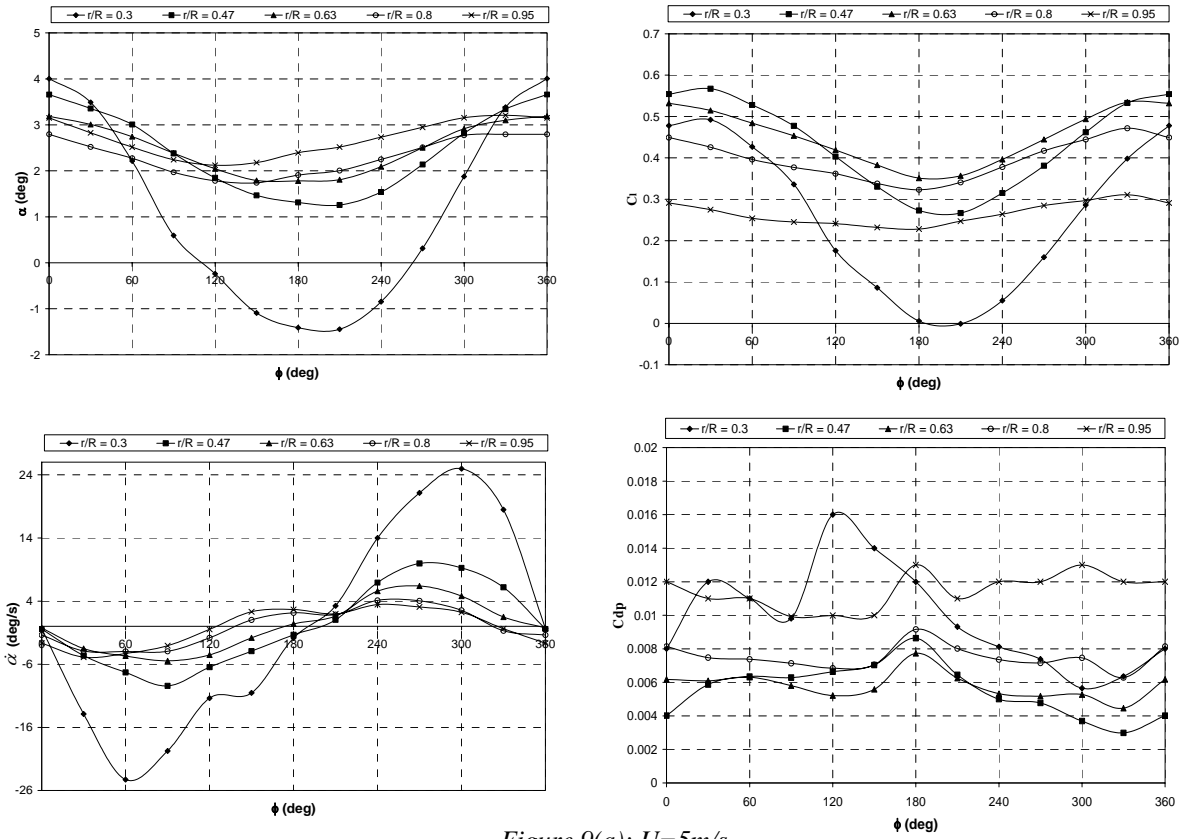 r/R = 0.3 r/R = 0.47 r/R = 0.63 r/R = 0.8 r/R = 0.95
5
4
3
2
1
0
-1
-2
α (deg)
0 60 120 180 240 300 360
ϕ (deg)
r/R = 0.3 r/R = 0.47 r/R = 0.63 r/R = 0.8 r/R = 0.95
0.7
0.6
0.5
0.4
0.3
0.2
0.1
0
-0.1
Cl
0 60 120 180 240 300 360
ϕ (deg)
r/R = 0.3 r/R = 0.47 r/R = 0.63 r/R = 0.8 r/R = 0.95
24
14
4
-6
-16
-26
α̇ (deg/s)
0 60 120 180 240 300 360
ϕ (deg)
r/R = 0.3 r/R = 0.47 r/R = 0.63 r/R = 0.8 r/R = 0.95
0.02
0.018
0.016
0.014
0.012
0.01
0.008
0.006
0.004
0.002
0
Cdp
0 60 120 180 240 300 360
ϕ (deg)
Figure 9(a): U=5m/s